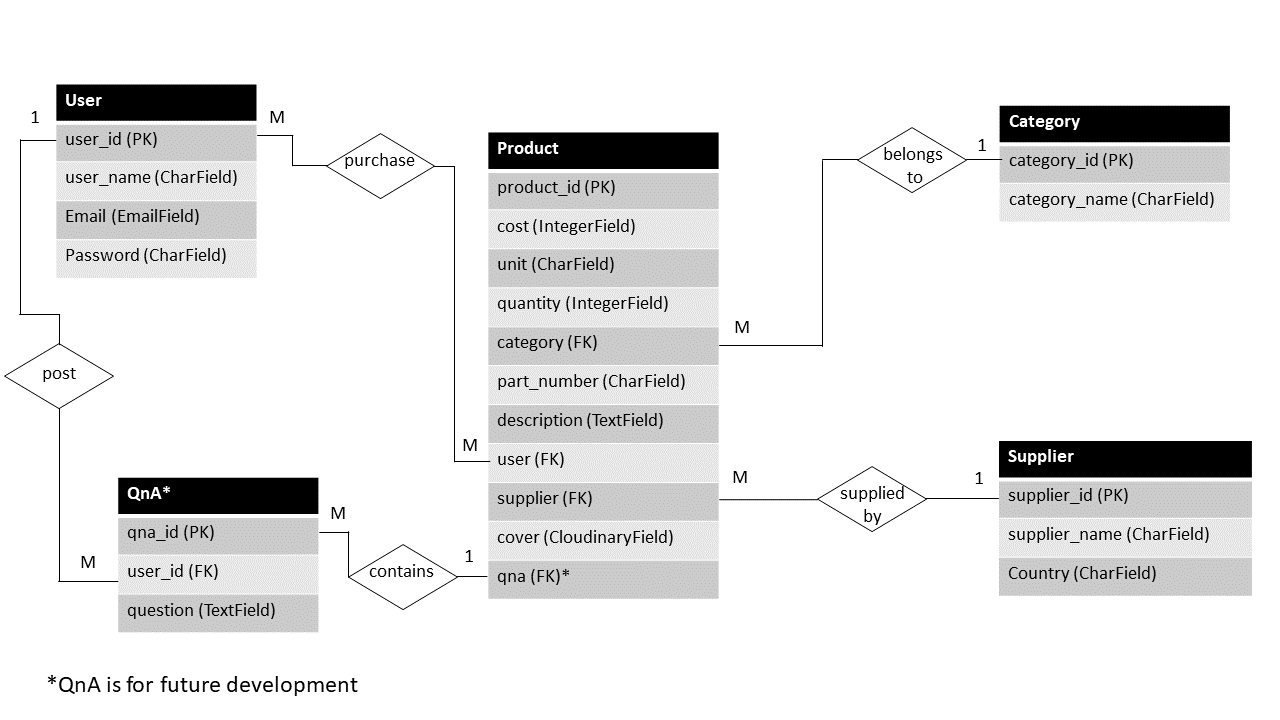 1
User
user_id (PK)
user_name (CharField)
Email (EmailField)
Password (CharField)
M
purchase
M
post
M
QnA*
qna_id (PK)
user_id (FK)
question (TextField)
M
contains
1
Product
product_id (PK)
cost (IntegerField)
unit (CharField)
quantity (IntegerField)
category (FK)
part_number (CharField)
description (TextField)
user (FK)
supplier (FK)
cover (CloudinaryField)
qna (FK)*
M
belongs
to
1
Category
category_id (PK)
category_name (CharField)
M
supplied
by
1
Supplier
supplier_id (PK)
supplier_name (CharField)
Country (CharField)
*QnA is for future development